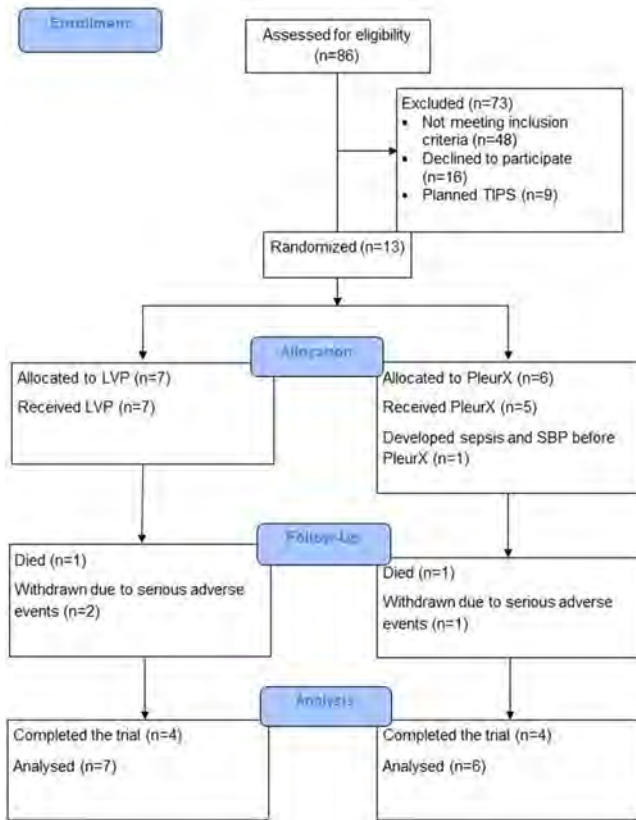 Enrollment
Assessed for eligibility
(n=86)
Excluded (n=73)
• Not meeting inclusion
criteria (n=48)
• Declined to participate
(n=16)
• Planned TIPS (n=9)
Randomized (n=13)
Allocation
Allocated to LVP (n=7)
Received LVP (n=7)
Allocated to PleurX (n=6)
Received PleurX (n=5)
Developed sepsis and SBP before
PleurX (n=1)
Follow-Up
Died (n=1)
Withdrawn due to serious adverse
events (n=2)
Died (n=1)
Withdrawn due to serious adverse
events (n=1)
Analysis
Completed the trial (n=4)
Analysed (n=7)
Completed the trial (n=4)
Analysed (n=6)